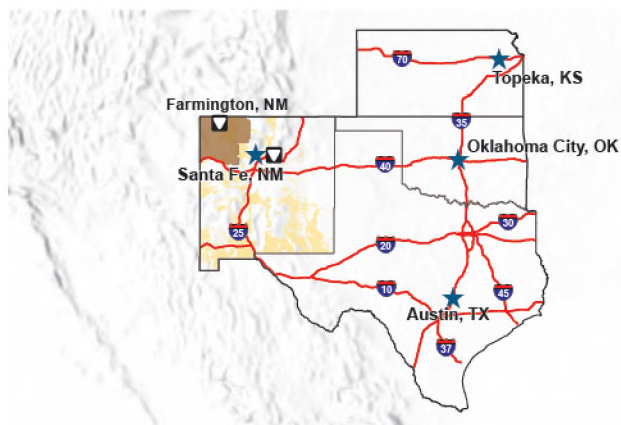 70
Topeka, KS
Farmington, NM
35
Oklahoma City, OK
40
Santa Fe, NM
25
30
20
10
45
Austin, TX
37